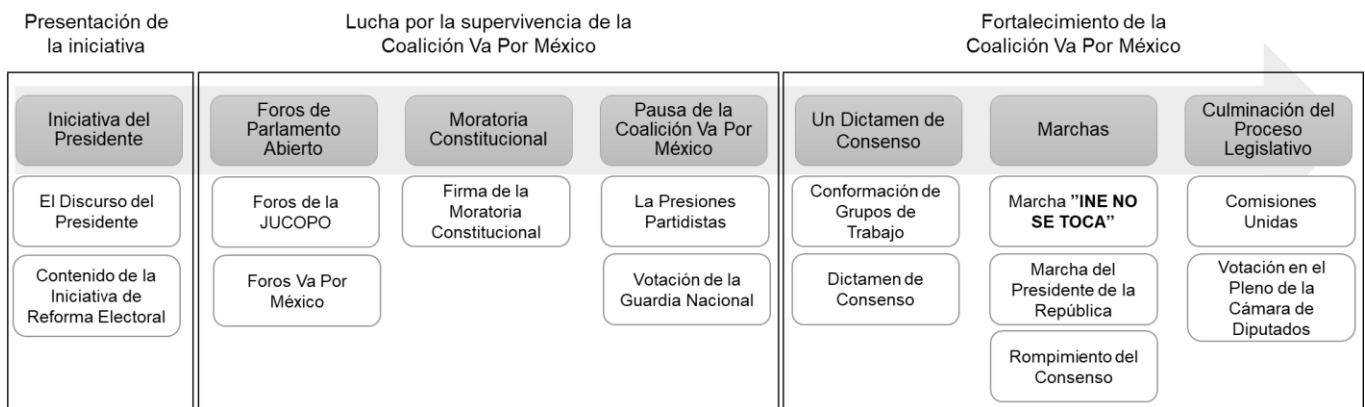 Presentación de
la iniciativa
Lucha por la supervivencia de la
Coalición Va Por México
Fortalecimiento de la
Coalición Va Por México
Iniciativa del
Presidente
El Discurso del
Presidente
Contenido de la
Iniciativa de
Reforma Electoral
Foros de
Parlamento
Abierto
Foros de la
JUCOPO
Foros Va Por
México
Moratoria
Constitucional
Firma de la
Moratoria
Constitucional
Pausa de la
Coalición Va Por
México
La Presiones
Partidistas
Votación de la
Guardia Nacional
Un Dictamen de
Consenso
Conformación de
Grupos de
Trabajo
Dictamen de
Consenso
Marchas
Marcha ”INE NO
SE TOCA”
Marcha del
Presidente de la
República
Rompimiento del
Consenso
Culminación del
Proceso
Legislativo
Comisiones
Unidas
Votación en el
Pleno de la
Cámara de
Diputados